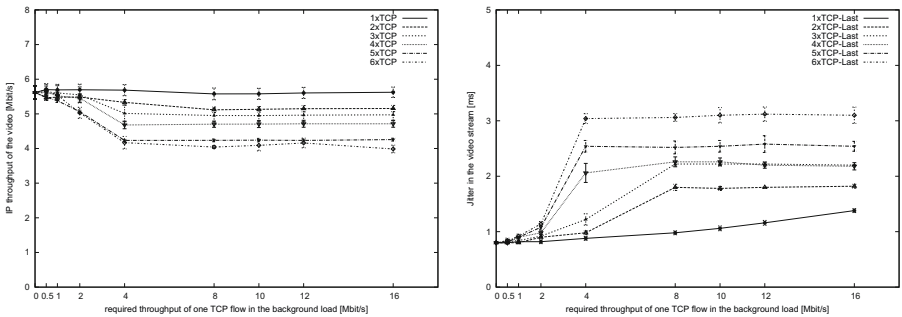 8
7
6
5
4
3
2
1
0
IP throughput of the video [Mbit/s]
1xTCP
2xTCP
3xTCP
4xTCP
5xTCP
6xTCP
0 0.5 1 2 4 8 10 12 16
required throughput of one TCP flow in the background load [Mbit/s]
5
4
3
2
1
0
Jitter in the video stream [ms]
1xTCP-Last
2xTCP-Last
3xTCP-Last
4xTCP-Last
5xTCP-Last
6xTCP-Last
0 0.5 1 2 4 8 10 12 16
required throughput of one TCP flow in the background load [Mbit/s]